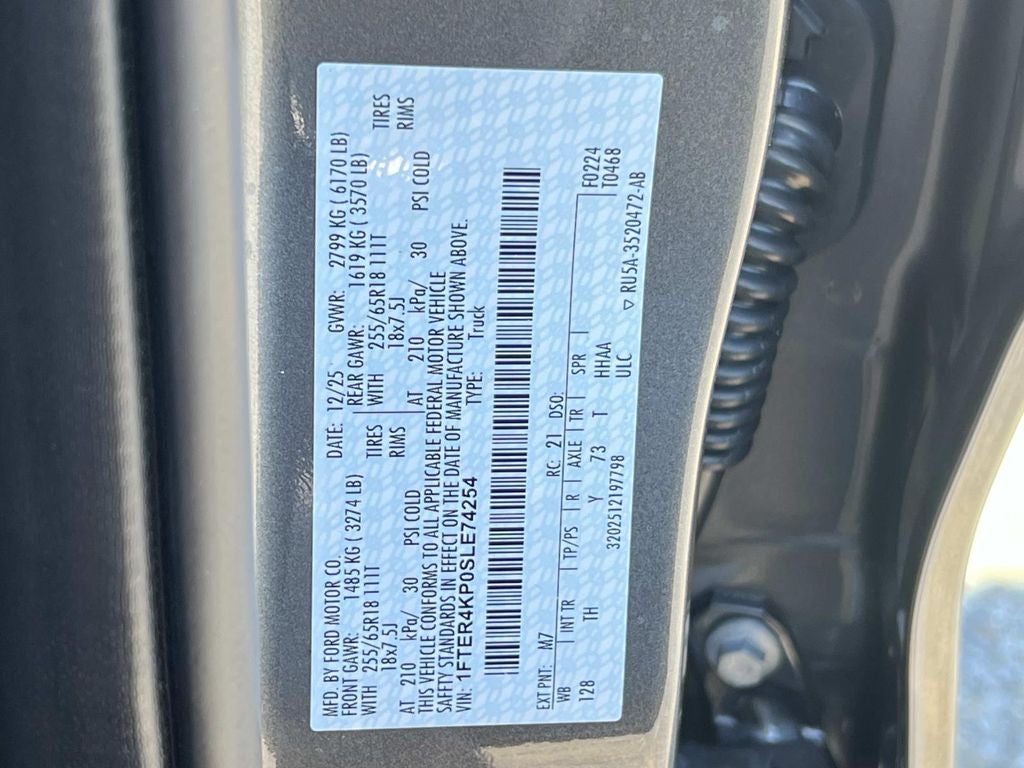 MFD. BY FORD MOTOR CO. DATE: 12/25 GVWR: 2799 KG ( 6170 LB)
FRONT GAWR: 1485 KG ( 3274 LB) REAR GAWR: 1619 KG ( 3570 LB)
WITH 255/65R18 111T TIRES WITH 255/65R18 111T TIRES
18x7.5J RIMS 18x7.5J RIMS
AT 210 kPa/ 30 PSI COLD AT 210 kPa/ 30 PSI COLD
THIS VEHICLE CONFORMS TO ALL APPLICABLE FEDERAL MOTOR VEHICLE
SAFETY STANDARDS IN EFFECT ON THE DATE OF MANUFACTURE SHOWN ABOVE.
VIN: 1FTER4KP0SLE74254 TYPE: Truck
EXT PNT: M7 RC: 21 DSO: F0224
WB INT TR TP/PS R AXLE TR SPR T0468
128 TH Y 73 T HHAA
3202512197798 ULC ▽ RU5A-3520472-AB